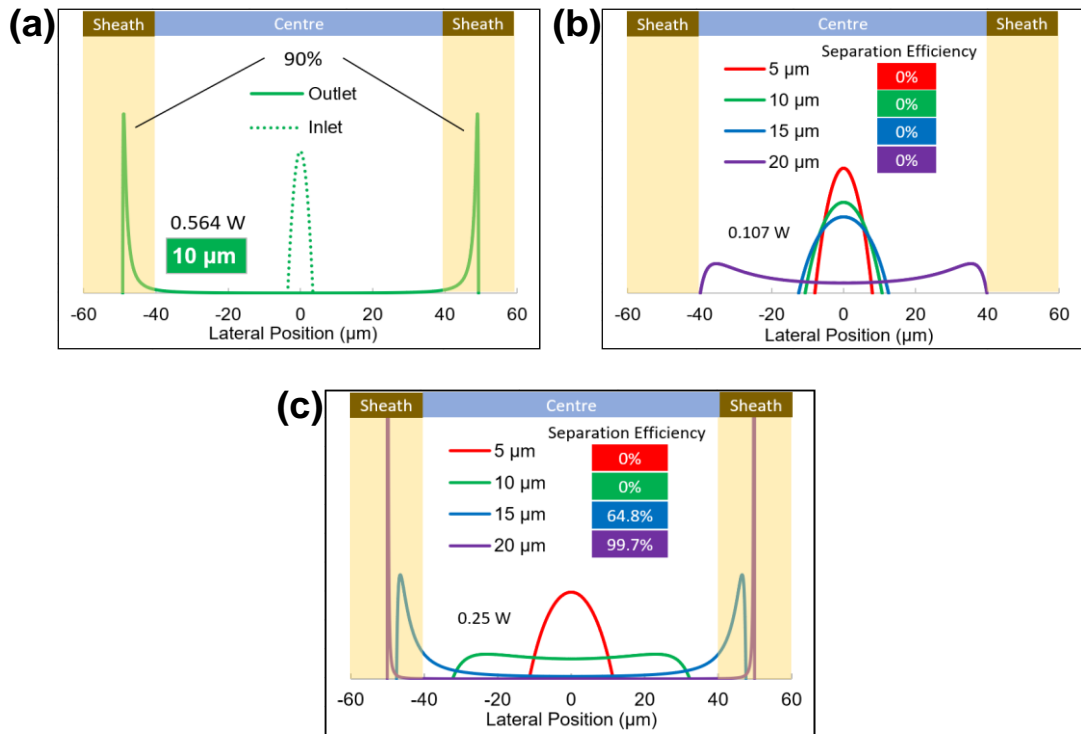 (a)
Sheath Centre Sheath
90%
Outlet
Inlet
0.564 W
10 µm
-60 -40 -20 0 20 40 60
Lateral Position (µm)
(b)
Sheath Centre Sheath
Separation Efficiency
5 µm 0%
10 µm 0%
15 µm 0%
20 µm 0%
0.107 W
-60 -40 -20 0 20 40 60
Lateral Position (µm)
(c)
Sheath Centre Sheath
Separation Efficiency
5 µm 0%
10 µm 0%
15 µm 64.8%
20 µm 99.7%
0.25 W
-60 -40 -20 0 20 40 60
Lateral Position (µm)